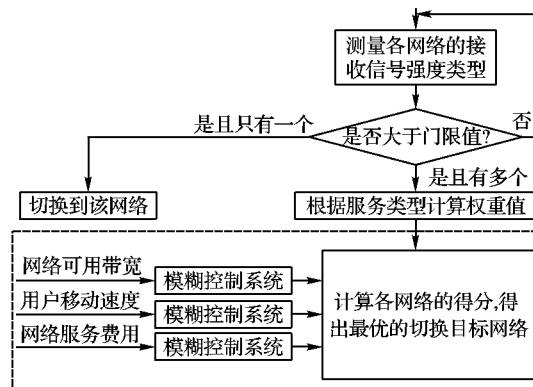 测量各网络的接
收信号强度类型
是且只有一个
是否大于门限值?
否
是且有多个
切换到该网络
根据服务类型计算权重值
网络可用带宽
模糊控制系统
用户移动速度
模糊控制系统
网络服务费用
模糊控制系统
计算各网络的得分,得
出最优的切换目标网络